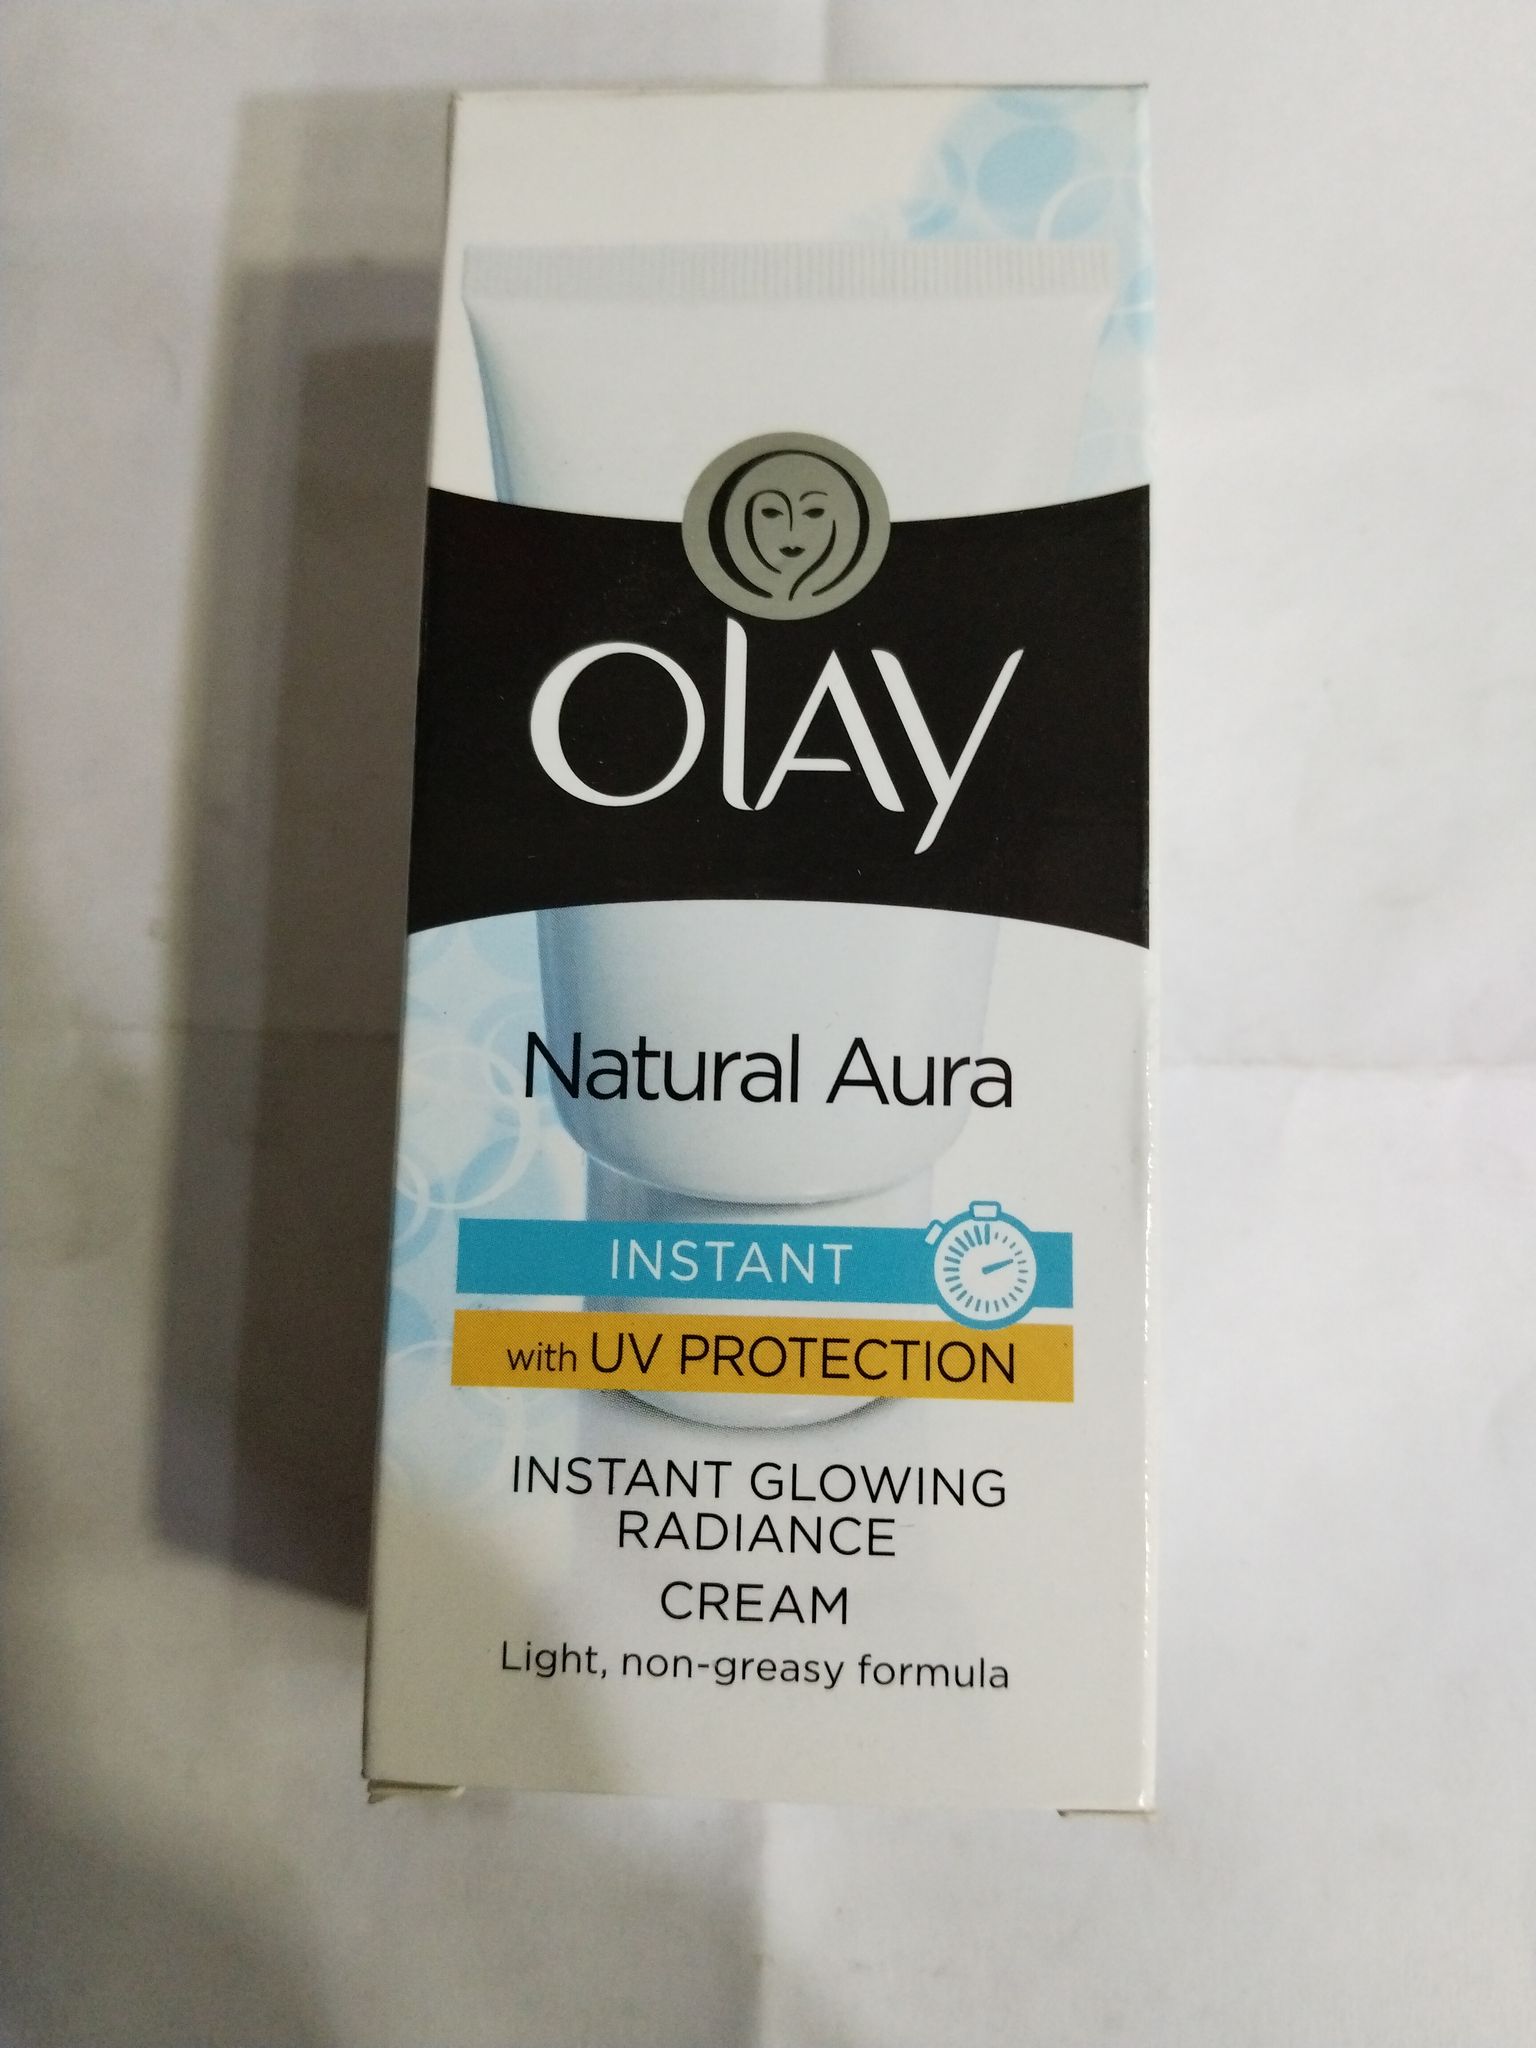 OLAY
Natural Aura
INSTANT
with UV PROTECTION
INSTANT GLOWING
RADIANCE
CREAM
Light, non-greasy formula